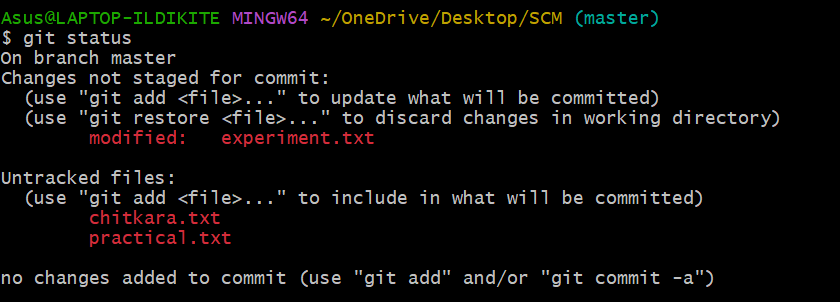 Asus@LAPTOP-ILDIKITE MINGW64 ~/OneDrive/Desktop/SCM (master)
$ git status
On branch master
Changes not staged for commit:
  (use "git add <file>..." to update what will be committed)
  (use "git restore <file>..." to discard changes in working directory)
        modified:   experiment.txt

Untracked files:
  (use "git add <file>..." to include in what will be committed)
        chitkara.txt
        practical.txt

no changes added to commit (use "git add" and/or "git commit -a")